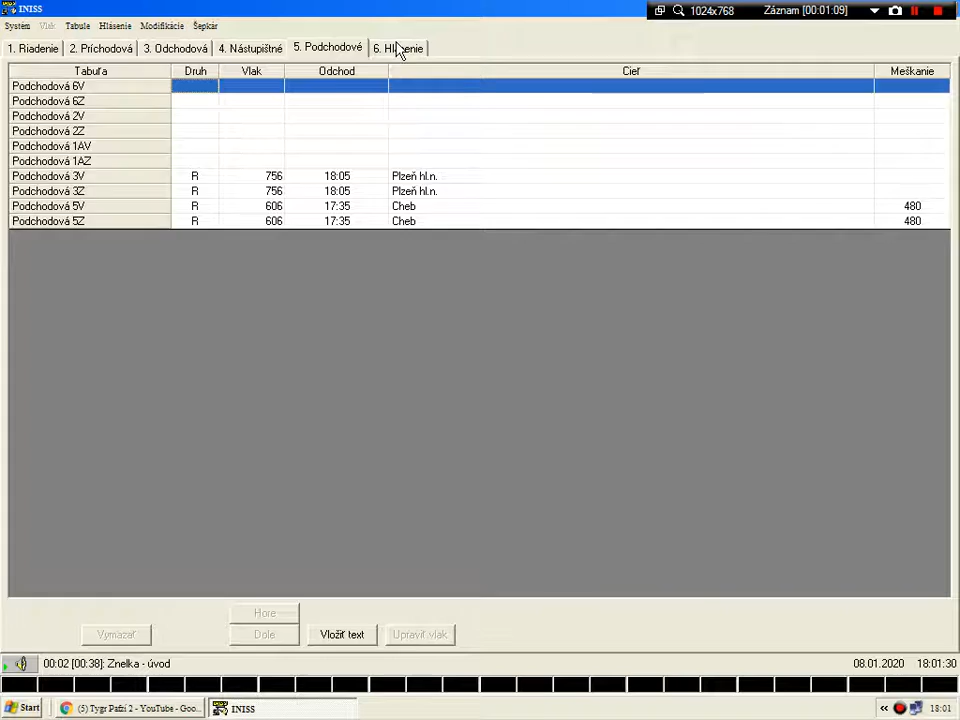 INISS
1024x768 Záznam [00:01:09]
Systém Vlak Tabule Hlásenie Modifikácie Šepkár
1. Riadenie 2. Príchodová 3. Odchodová 4. Nástupištné 5. Podchodové 6.
Tabuľa Druh Vlak Odchod Cieľ Meškanie
Podchodová 6V
Podchodová 6Z
Podchodová 2V
Podchodová 2Z
Podchodová 1AV
Podchodová 1AZ
Podchodová 3V R 756 18:05 Plzeň hl.n.
Podchodová 3Z R 756 18:05 Plzeň hl.n.
Podchodová 5V R 606 17:35 Cheb 480
Podchodová 5Z R 606 17:35 Cheb 480
Hore
Vymazať Dole Vložiť text Upraviť vlak
00:02 [00:38]: Znelka - úvod 08.01.2020 18:01:30
Start (5) Tygr Pafzi 2 - YouTube - Goo... INISS « 18:01